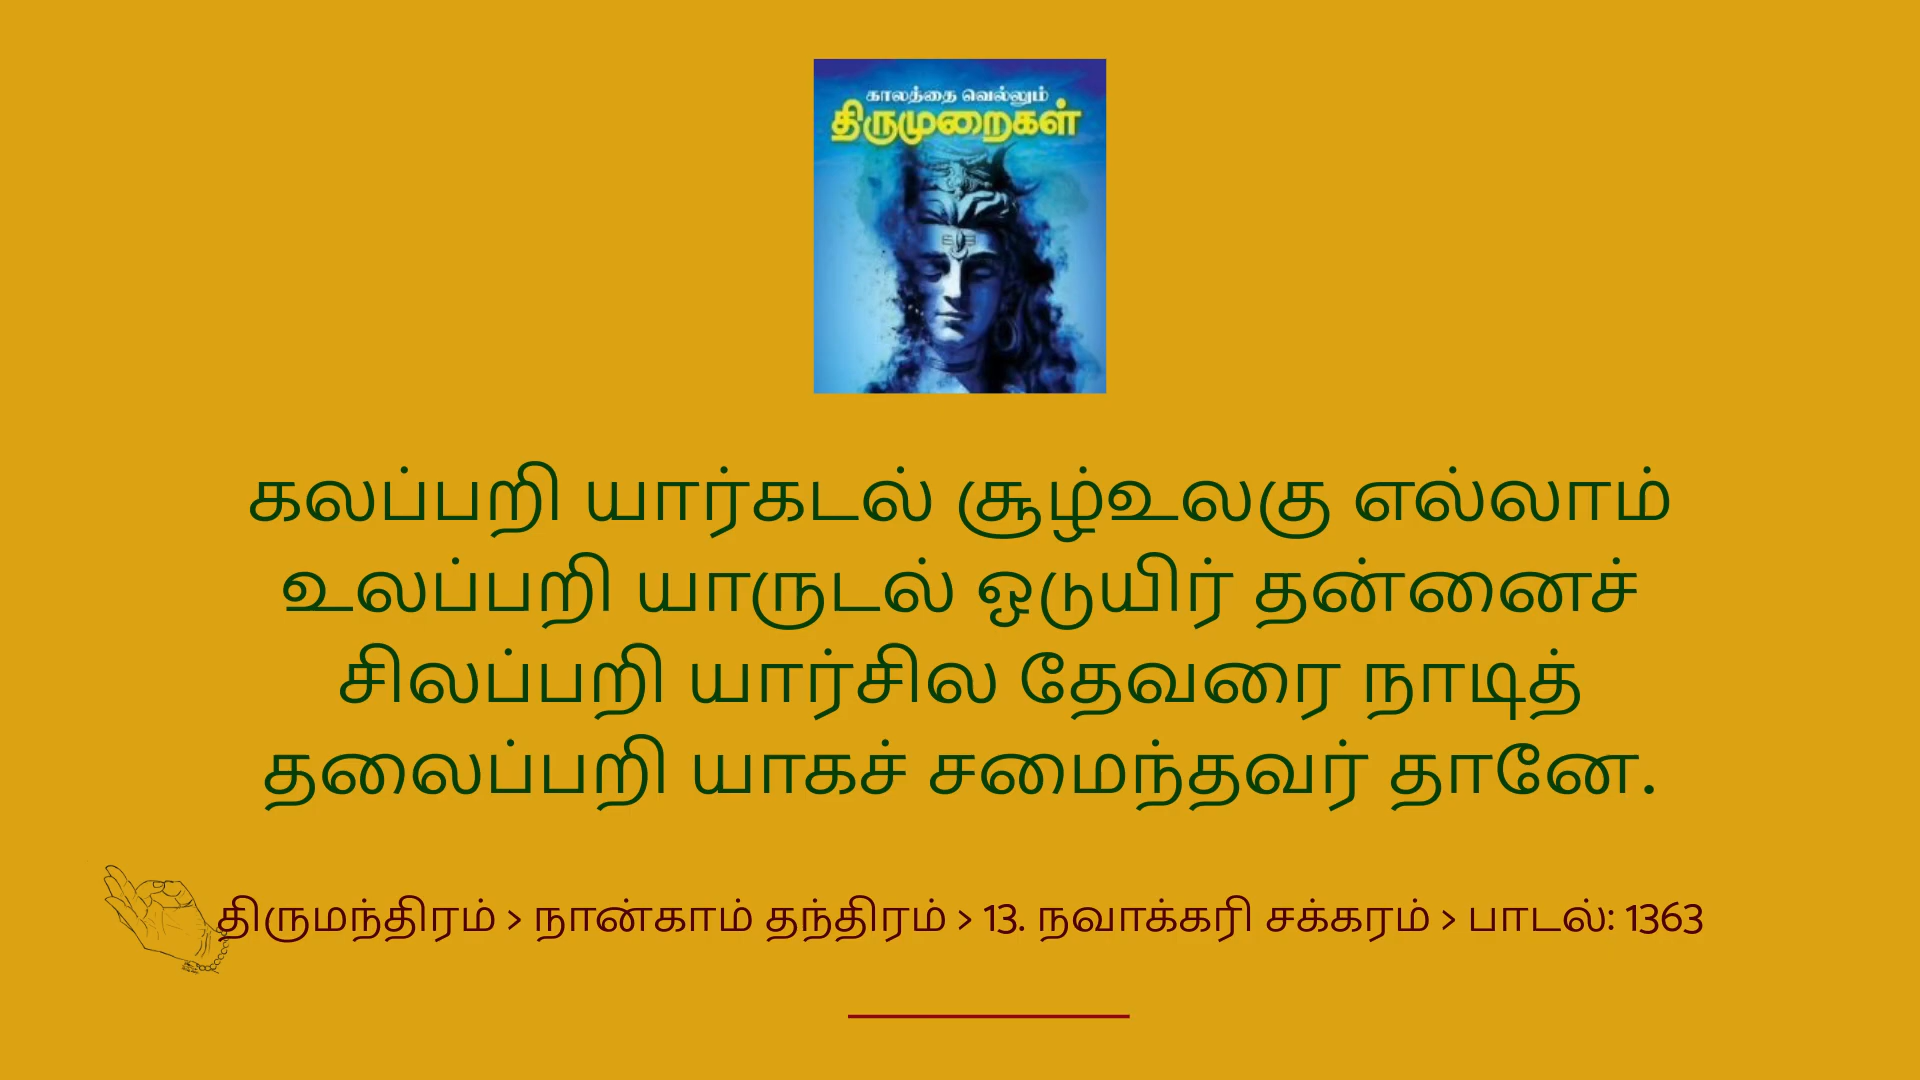 காலத்தை வெல்லும்
திருமுறைகள்
கலப்பறி யார்கடல் சூழ்உலகு எல்லாம்
உலப்பறி யாருடல் ஒடுயிர் தன்னைச்
சிலப்பறி யார்சில தேவரை நாடித்
தலைப்பறி யாகச் சமைந்தவர் தானே.
திருமந்திரம் > நான்காம் தந்திரம் > 13. நவாக்கரி சக்கரம் > பாடல்: 1363